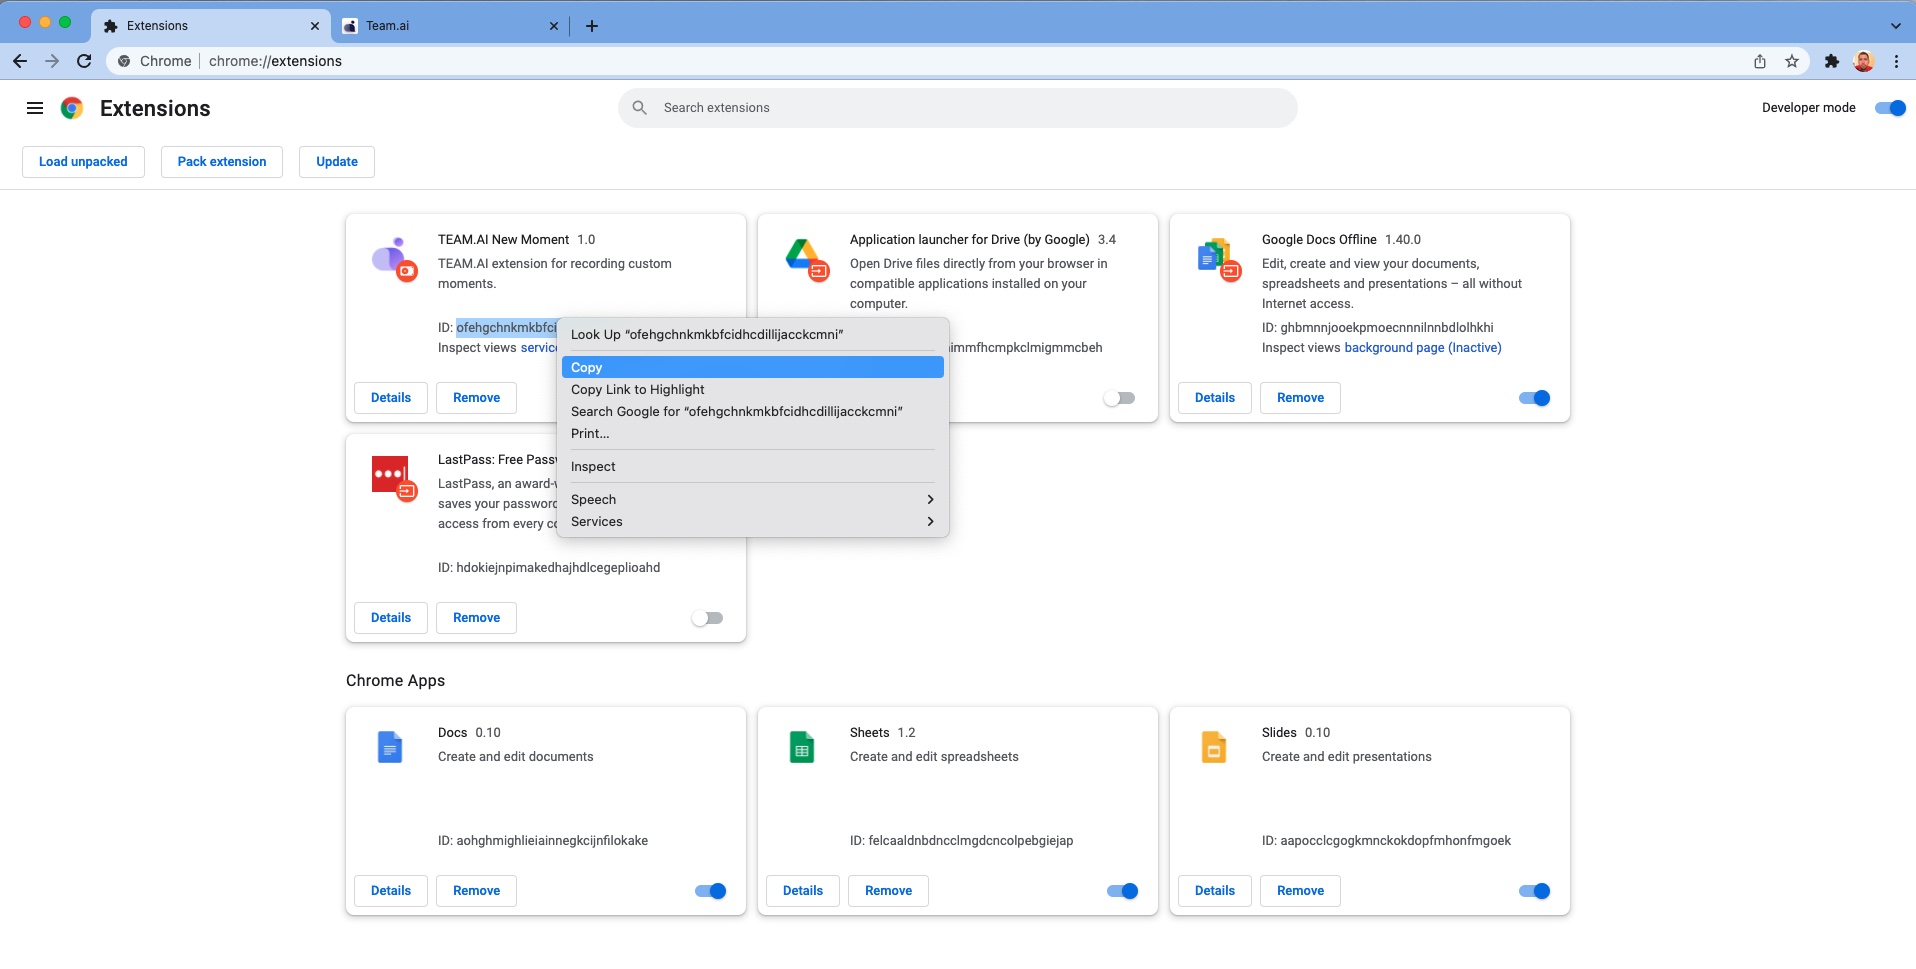 Extensions
Team.ai
Chrome
chrome://extensions
Extensions
Search extensions
Developer mode
Load unpacked
Pack extension
Update
TEAM.AI New Moment 1.0
TEAM.AI extension for recording custom
moments.
ID: ofehgchnkmkbfci
Inspect views servic
Details
Remove
Application launcher for Drive (by Google) 3.4
Open Drive files directly from your browser in
compatible applications installed on your
computer.
immfhcmpkclmigmmcbeh
Google Docs Offline 1.40.0
Edit, create and view your documents,
spreadsheets and presentations – all without
Internet access.
ID: ghbmnnjooekpmoecnnnilnnbdlolhkhi
Inspect views background page (Inactive)
Details
Remove
Look Up “ofehgchnkmkbfcidhcdillijacckcmni”
Copy
Copy Link to Highlight
Search Google for “ofehgchnkmkbfcidhcdillijacckcmni”
Print...
Inspect
Speech
Services
LastPass: Free Passw
LastPass, an award-w
saves your password
access from every co
ID: hdokiejnpimakedhajhdlcegeplioahd
Details
Remove
Chrome Apps
Docs 0.10
Create and edit documents
ID: aohghmighlieiainnegkcijnfilokake
Details
Remove
Sheets 1.2
Create and edit spreadsheets
ID: felcaaldnbdncclmgdcncolpebgiejap
Details
Remove
Slides 0.10
Create and edit presentations
ID: aapocclcgogkmnckokdopfmhonfmgoek
Details
Remove